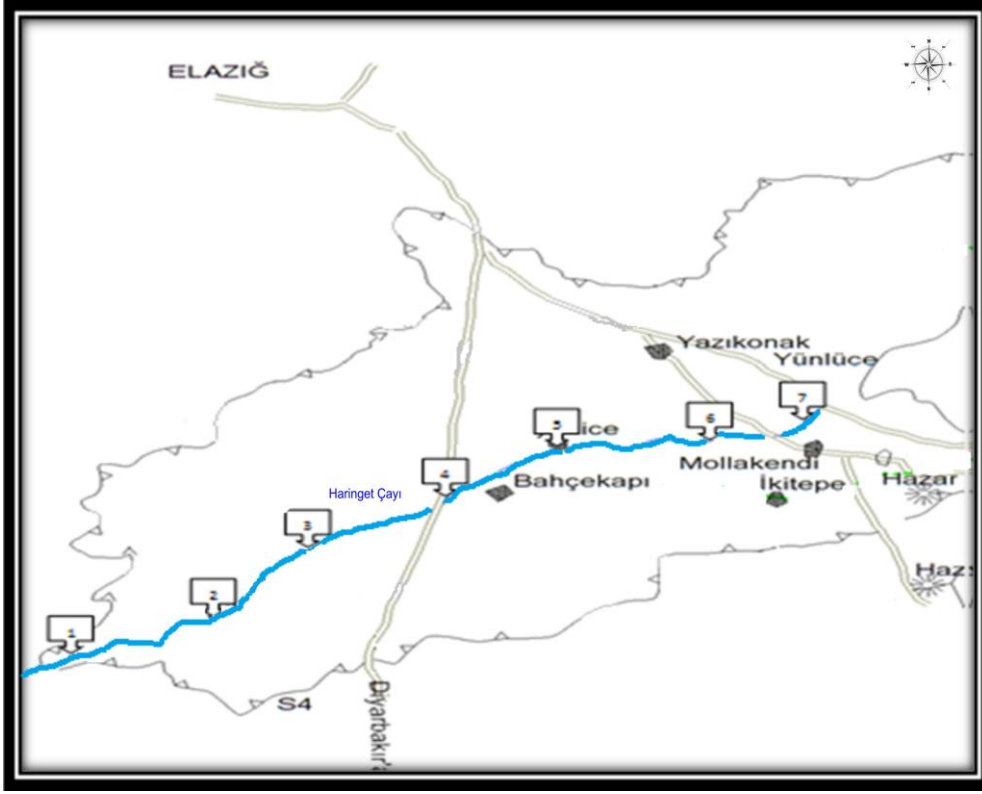 ELAZIĞ
Yazıkonak
Yünlüce
7
6
5
ice
Mollakendi
4
Bahçekapı
İkitepe
Hazar
Haringet Çayı
3
Haz
2
1
S4
Diyarbakır'a